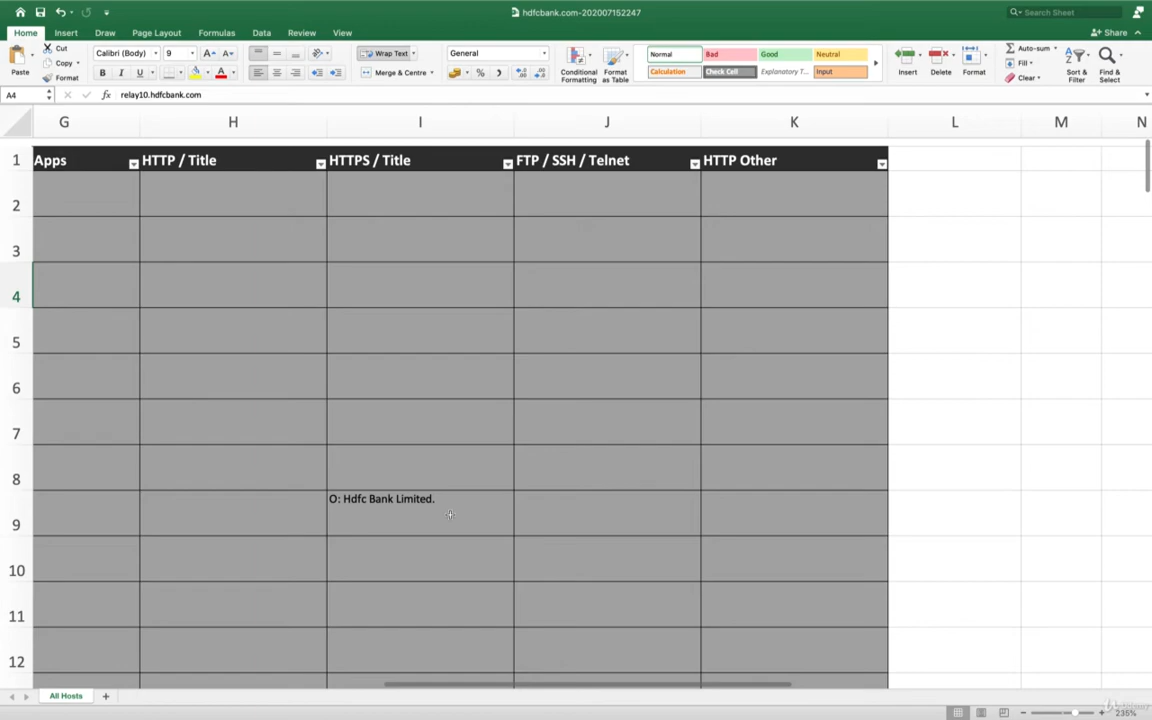 hdfcbank.com-202007152247
Search Sheet
Home Insert Draw Page Layout Formulas Data Review View
Share
Paste
Cut
Copy
Format
Calibri (Body) 9
Wrap Text
Merge & Centre
General
Conditional Formatting
Format as Table
Normal Bad Good Neutral
Calculation Check Cell Explanatory T... Input
Insert Delete Format
Auto-sum
Fill
Clear
Sort & Filter
Find & Select
A4 fx relay10.hdfcbank.com
G H I J K L M N
1 Apps HTTP / Title HTTPS / Title FTP / SSH / Telnet HTTP Other
2
3
4
5
6
7
8
9 O: Hdfc Bank Limited.
10
11
12
All Hosts
235%